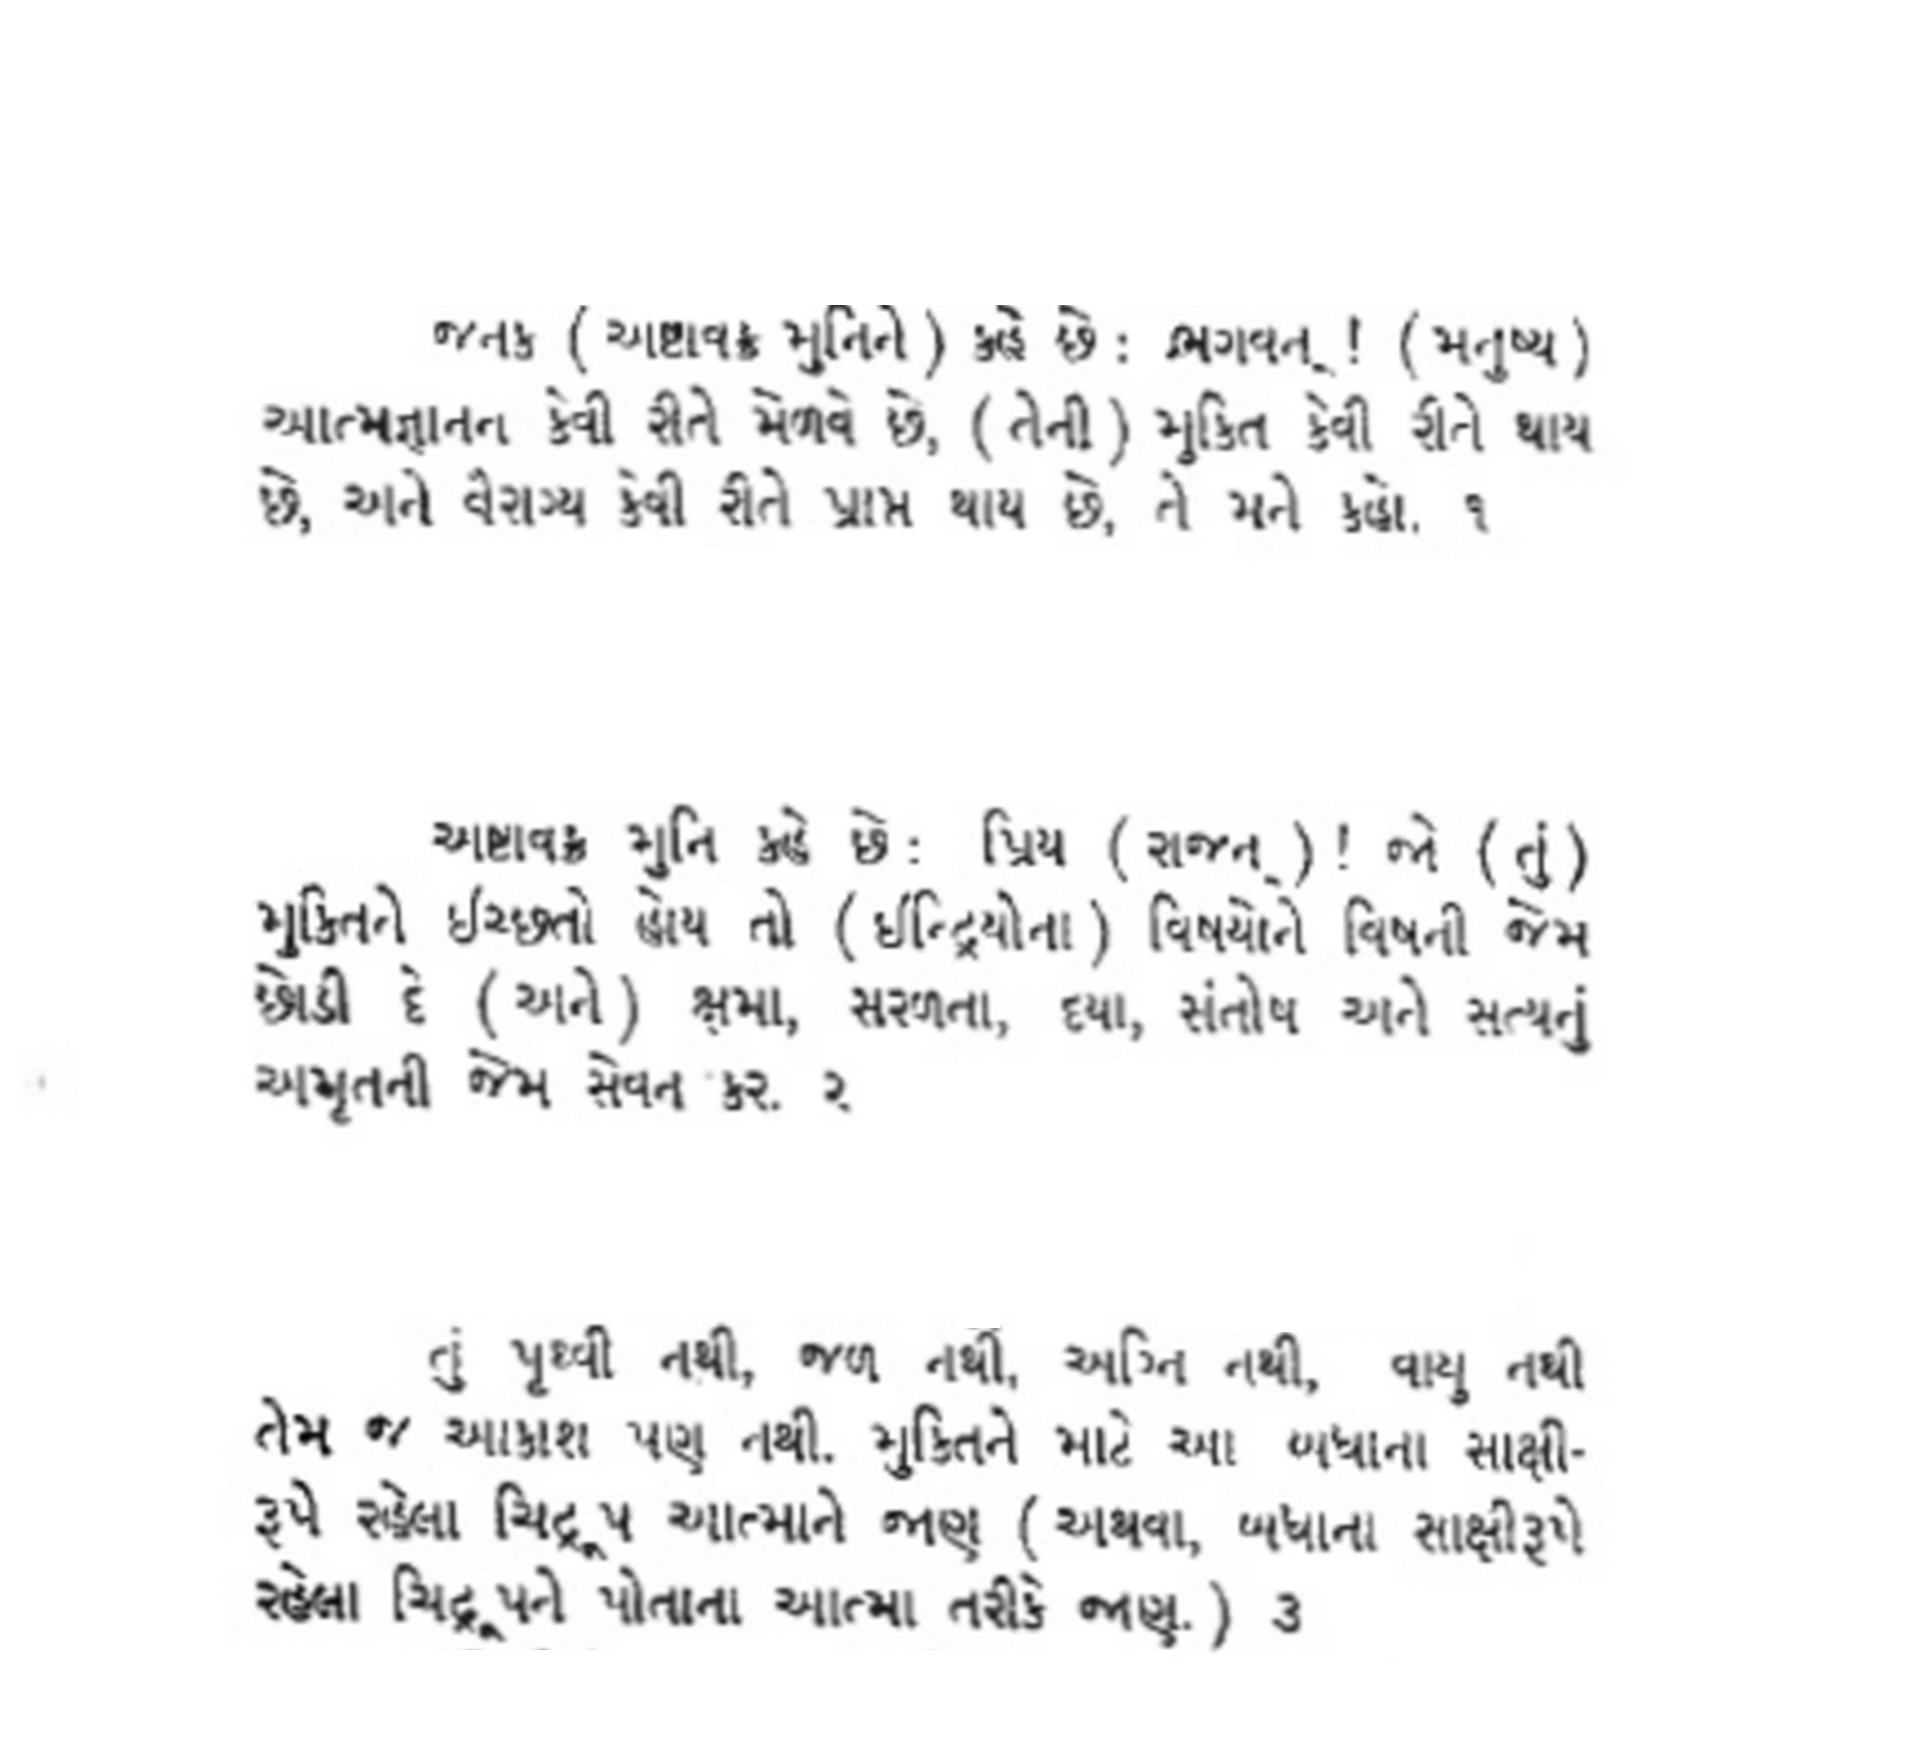 જનક ( અષ્ટાવક્ર મુનિને ) કહે છે : ભગવન્ ! ( મનુષ્ય )
આત્મજ્ઞાનન કેવી રીતે મેળવે છે, ( તેની ) મુક્તિ કેવી રીતે થાય
છે, અને વૈરાગ્ય કેવી રીતે પ્રાપ્ત થાય છે, તે મને કહો. ૧
અષ્ટાવક્ર મુનિ કહે છે : પ્રિય ( રાજન્ ) ! જો ( તું )
મુક્તિને ઈચ્છતો હોય તો ( ઈન્દ્રિયોના ) વિષયોને વિષની જેમ
છોડી દે ( અને ) ક્ષમા, સરળતા, દયા, સંતોષ અને સત્યનું
અમૃતની જેમ સેવન કર. ૨
તું પૃથ્વી નથી, જળ નથી, અગ્નિ નથી, વાયુ નથી
તેમ જ આકાશ પણ નથી. મુક્તિને માટે આ બધાના સાક્ષી-
રૂપે રહેલા ચિદ્રૂપ આત્માને જાણ ( અથવા, બધાના સાક્ષીરૂપે
રહેલા ચિદ્રૂપને પોતાના આત્મા તરીકે જાણ. ) ૩